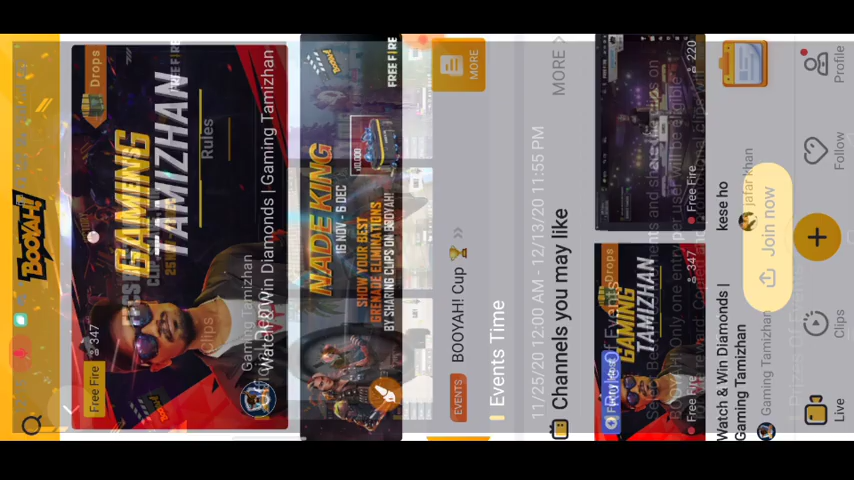 BOOYAH!
Drops
GAMING
TAMIZHAN
Rules
Free Fire
347
Clips
Watch & Win Diamonds | Gaming Tamizhan
Gaming Tamizhan
BOOYAH!
FREE FIRE
NADE KING
16 NOV - 6 DEC
SHOW YOUR BEST
GRENADE ELIMINATIONS
BY SHARING CLIPS ON BOOYAH!
x10,000
EVENTS
BOOYAH! Cup 🏆 »
MORE
Events Time
11/25/20 12:00 AM - 12/13/20 11:55 PM
Channels you may like
MORE >
Drops
GAMING
TAMIZHAN
Free Fire
347
Free Fire
220
Watch & Win Diamonds |
Gaming Tamizhan
Gaming Tamizhan
kese ho
jafar khan
Join now
Live
Clips
+
Follow
Profile